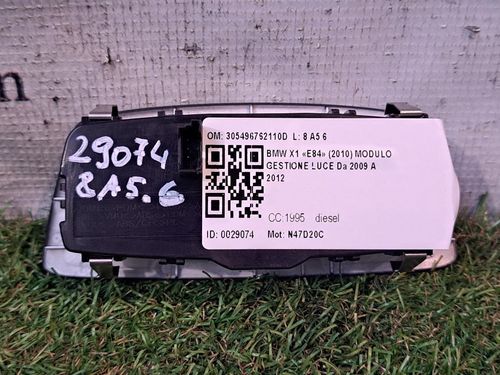 29074
8A5.6
OM: 305496752110D L: 8 A5 6
BMW X1 «E84» (2010) MODULO
GESTIONE LUCE Da 2009 A
2012
CC:1995 diesel
ID: 0029074 Mot: N47D20C